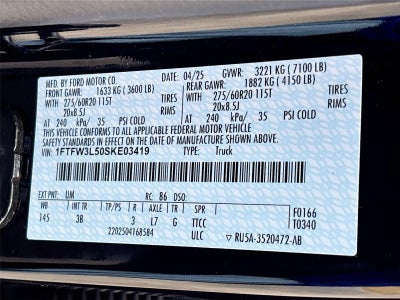 MFD. BY FORD MOTOR CO.
DATE: 04/25 GVWR: 3221 KG ( 7100 LB)
FRONT GAWR: 1633 KG ( 3600 LB) REAR GAWR: 1882 KG ( 4150 LB)
WITH 275/60R20 115T TIRES WITH 275/60R20 115T TIRES
20x8.5J RIMS 20x8.5J RIMS
AT 240 kPa/ 35 PSI COLD AT 240 kPa/ 35 PSI COLD
THIS VEHICLE CONFORMS TO ALL APPLICABLE FEDERAL MOTOR VEHICLE
SAFETY STANDARDS IN EFFECT ON THE DATE OF MANUFACTURE SHOWN ABOVE.
VIN: 1FTFW3L50SKE03419 TYPE: Truck
EXT PNT: UM RC: B6 DSO: F0166
WB INT TR TP/PS R AXLE TR SPR T0340
145 3B 3 L7 G TTCC
2202504168584 ULC ▽ RU5A-3520472-AB